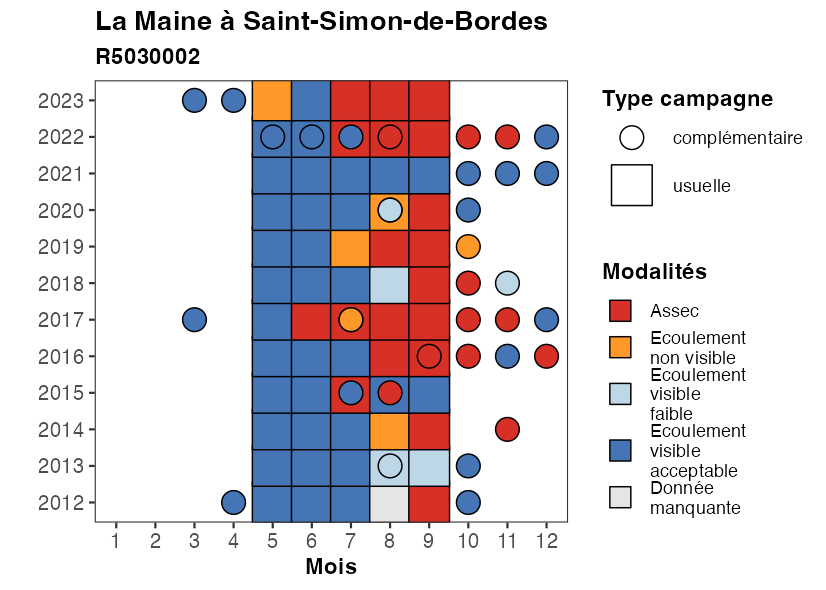 La Maine à Saint-Simon-de-Bordes
R5030002
2023
2022
2021
2020
2019
2018
2017
2016
2015
2014
2013
2012
1 2 3 4 5 6 7 8 9 10 11 12
Mois
Type campagne
complémentaire
usuelle
Modalités
Assec
Ecoulement
non visible
Ecoulement
visible
faible
Ecoulement
visible
acceptable
Donnée
manquante